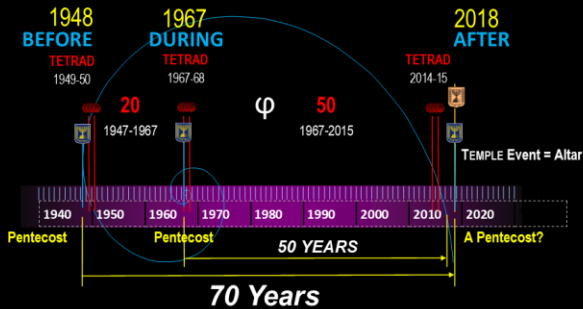 1948
BEFORE
TETRAD
1949-50
1967
DURING
TETRAD
1967-68
2018
AFTER
TETRAD
2014-15
20
1947-1967
φ
50
1967-2015
TEMPLE Event = Altar
1940 1950 1960 1970 1980 1990 2000 2010 2020
Pentecost
Pentecost
A Pentecost?
50 YEARS
70 Years